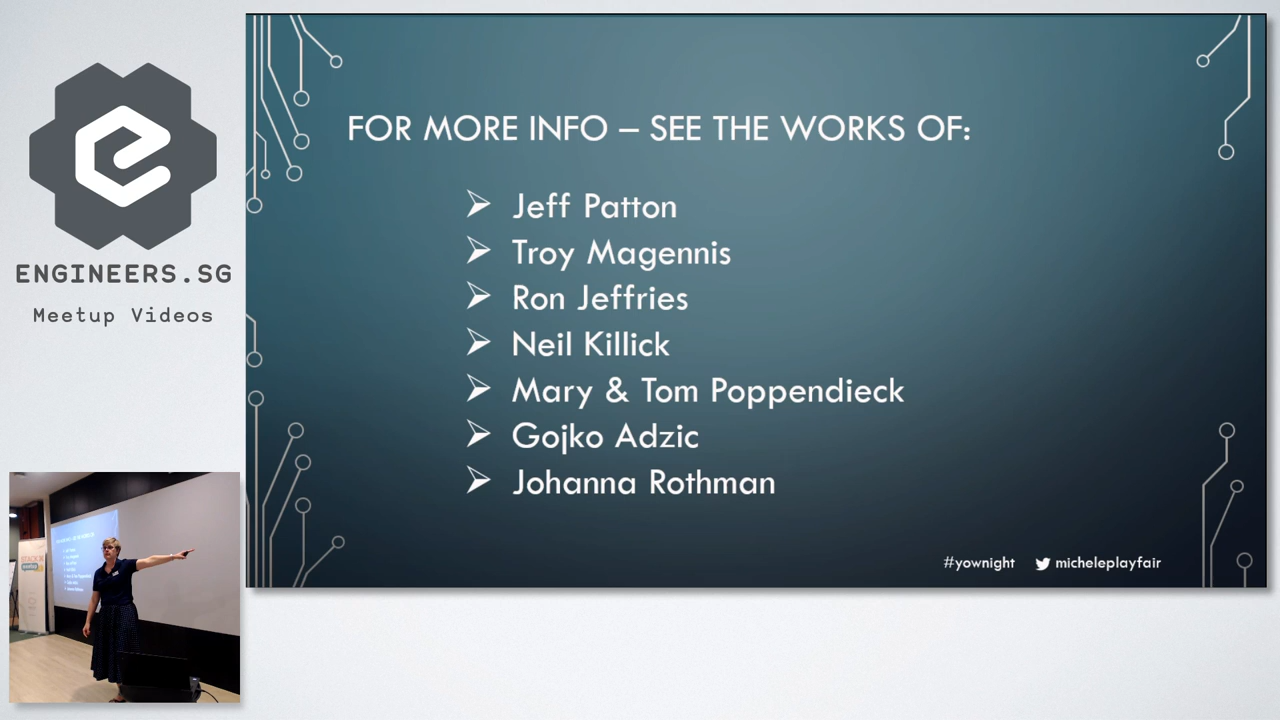 ENGINEERS.SG
Meetup Videos
FOR MORE INFO – SEE THE WORKS OF:
Jeff Patton
Troy Magennis
Ron Jeffries
Neil Killick
Mary & Tom Poppendieck
Gojko Adzic
Johanna Rothman
#yownight micheleplayfair